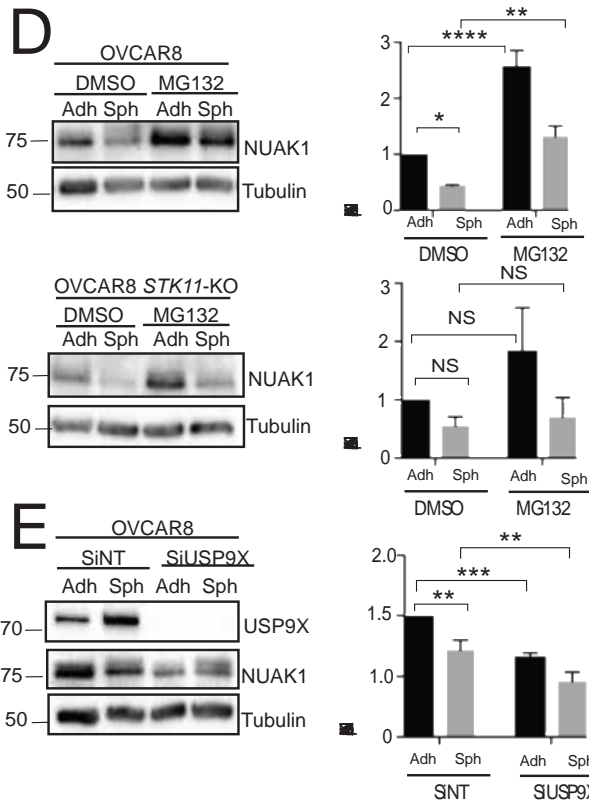 D
OVCAR8
DMSO MG132
Adh Sph Adh Sph
75
NUAK1
50
Tubulin
3
2
1
0
****
**
*
Adh Sph Adh Sph
DMSO MG132
OVCAR8 STK11-KO
DMSO MG132
Adh Sph Adh Sph
75
NUAK1
50
Tubulin
3
2
1
0
NS
NS
NS
Adh Sph Adh Sph
DMSO MG132
E
OVCAR8
SiNT SiUSP9X
Adh Sph Adh Sph
70
USP9X
75
NUAK1
50
Tubulin
2.0
1.5
1.0
0
**
***
**
Adh Sph Adh Sph
SiNT SiUSP9X